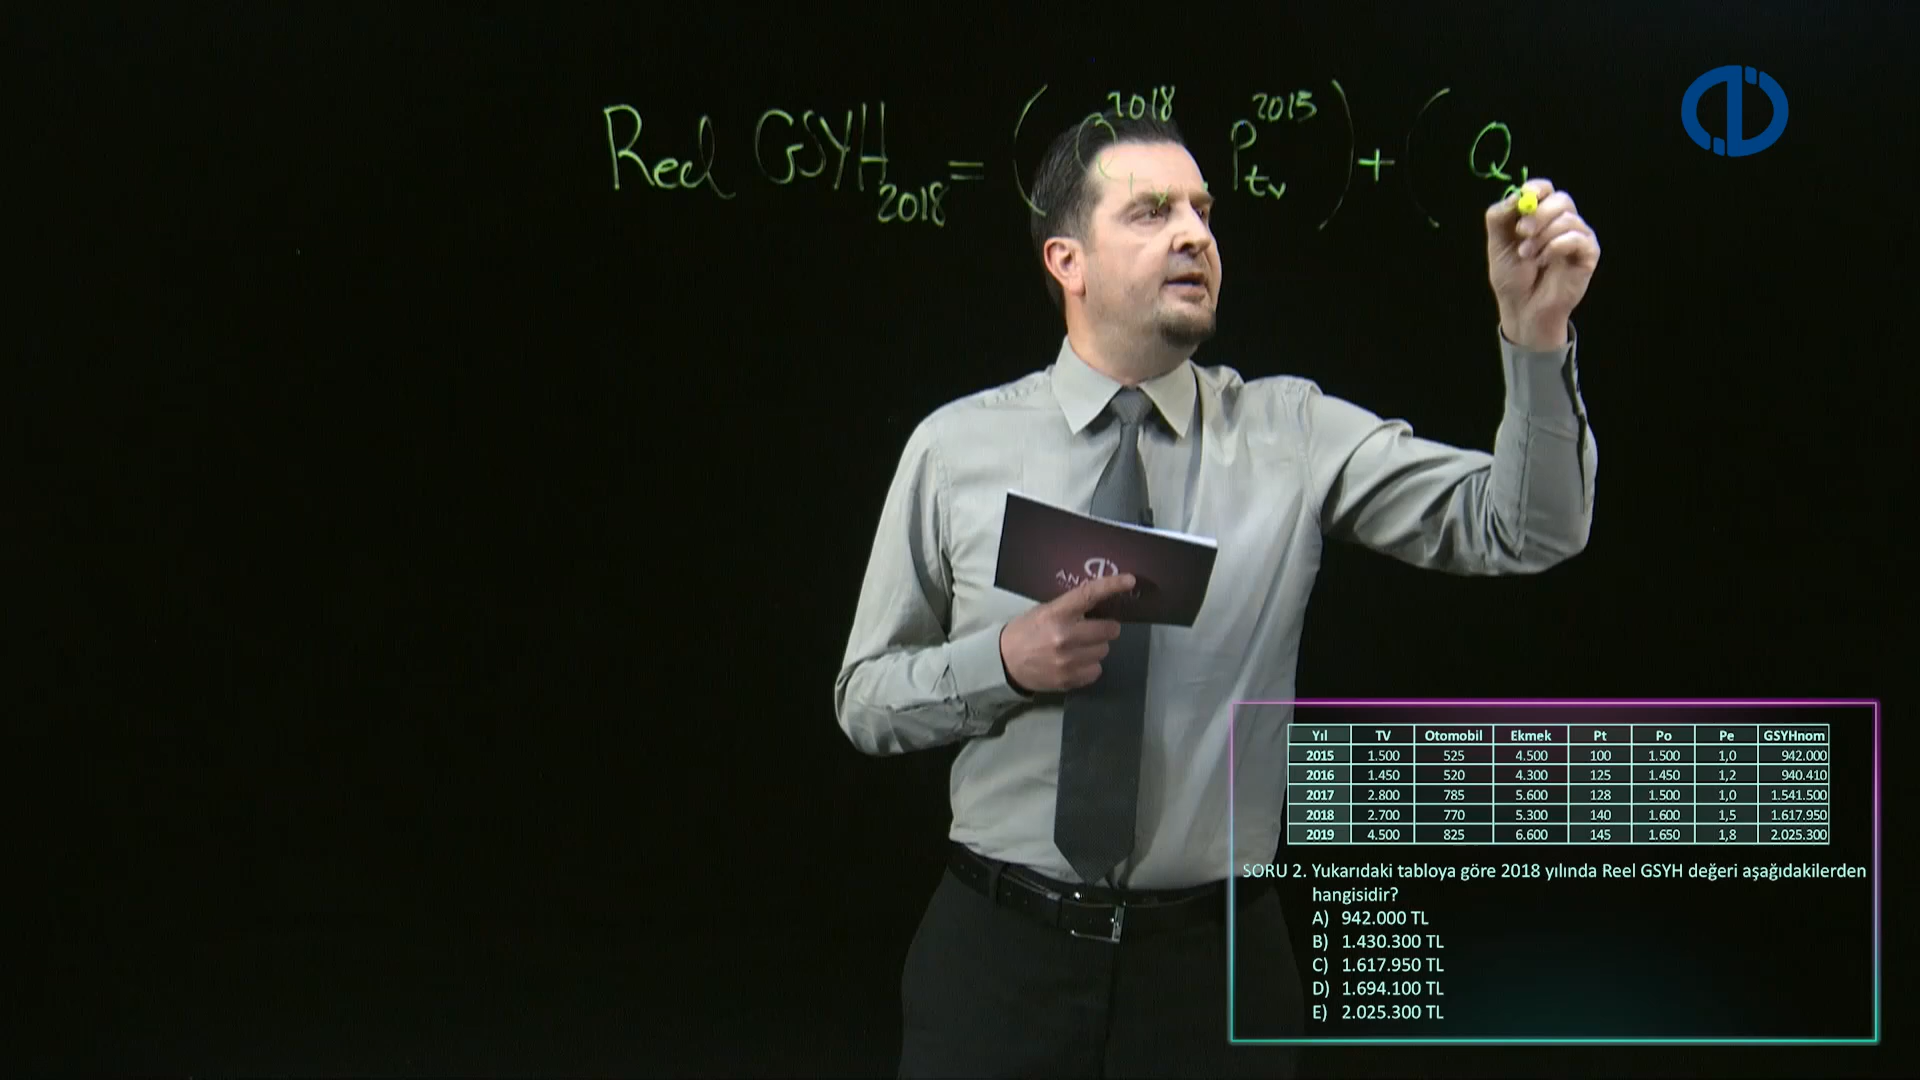 Reel GSYH2018 = ( Q2018tv . P2015tv ) + ( Q
Yıl TV Otomobil Ekmek Pt Po Pe GSYHnom
2015 1.500 525 4.500 100 1.500 1,0 942.000
2016 1.450 520 4.300 125 1.450 1,2 940.410
2017 2.800 785 5.600 128 1.500 1,0 1.541.500
2018 2.700 770 5.300 140 1.600 1,5 1.617.950
2019 4.500 825 6.600 145 1.650 1,8 2.025.300
SORU 2. Yukarıdaki tabloya göre 2018 yılında Reel GSYH değeri aşağıdakilerden
hangisidir?
A) 942.000 TL
B) 1.430.300 TL
C) 1.617.950 TL
D) 1.694.100 TL
E) 2.025.300 TL